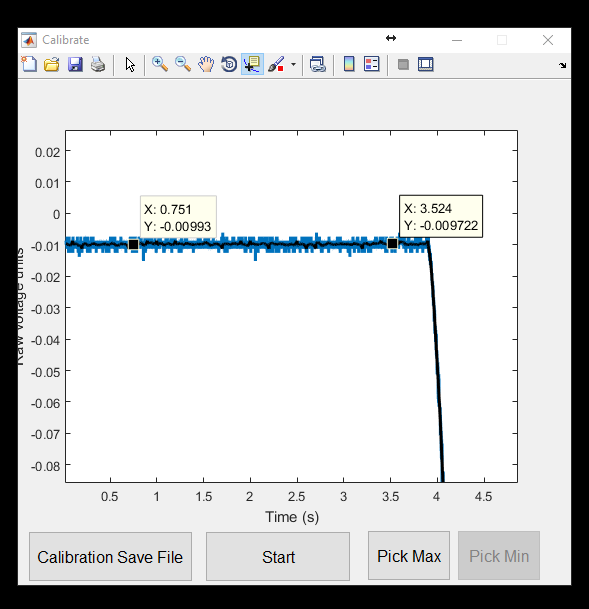 Calibrate
0.02
0.01
0
-0.01
-0.02
-0.03
-0.04
-0.05
-0.06
-0.07
-0.08
X: 0.751
Y: -0.00993
X: 3.524
Y: -0.009722
Raw voltage units
0.5 1 1.5 2 2.5 3 3.5 4 4.5
Time (s)
Calibration Save File Start Pick Max Pick Min